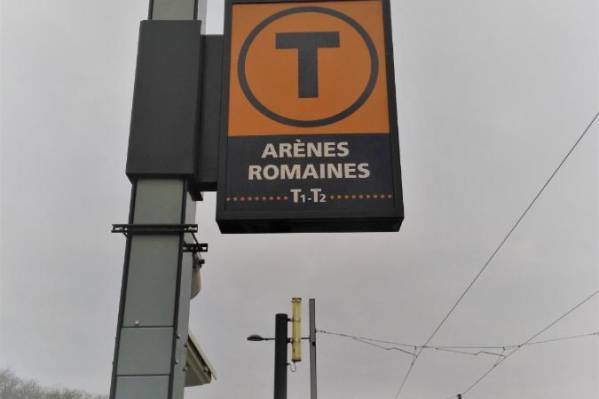 T
ARÈNES
ROMAINES
T1-T2